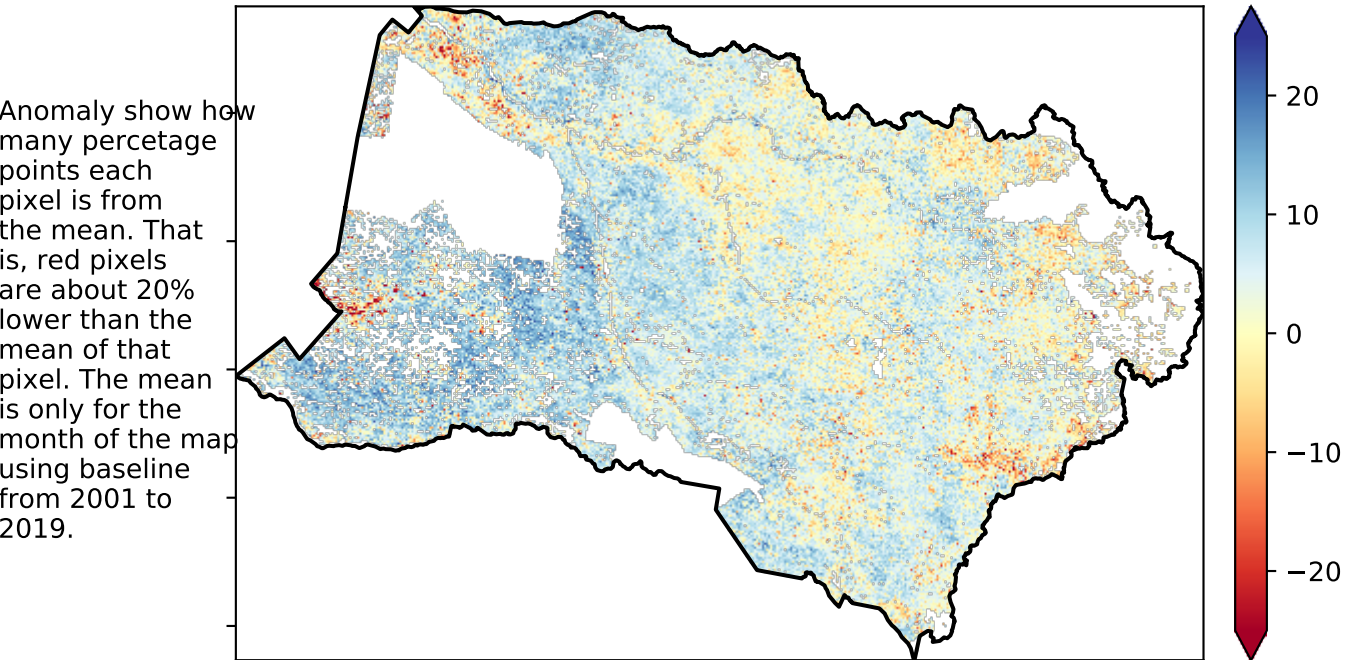 Anomaly show how
many percetage
points each
pixel is from
the mean. That
is, red pixels
are about 20%
lower than the
mean of that
pixel. The mean
is only for the
month of the map
using baseline
from 2001 to
2019.
20
10
0
−10
−20